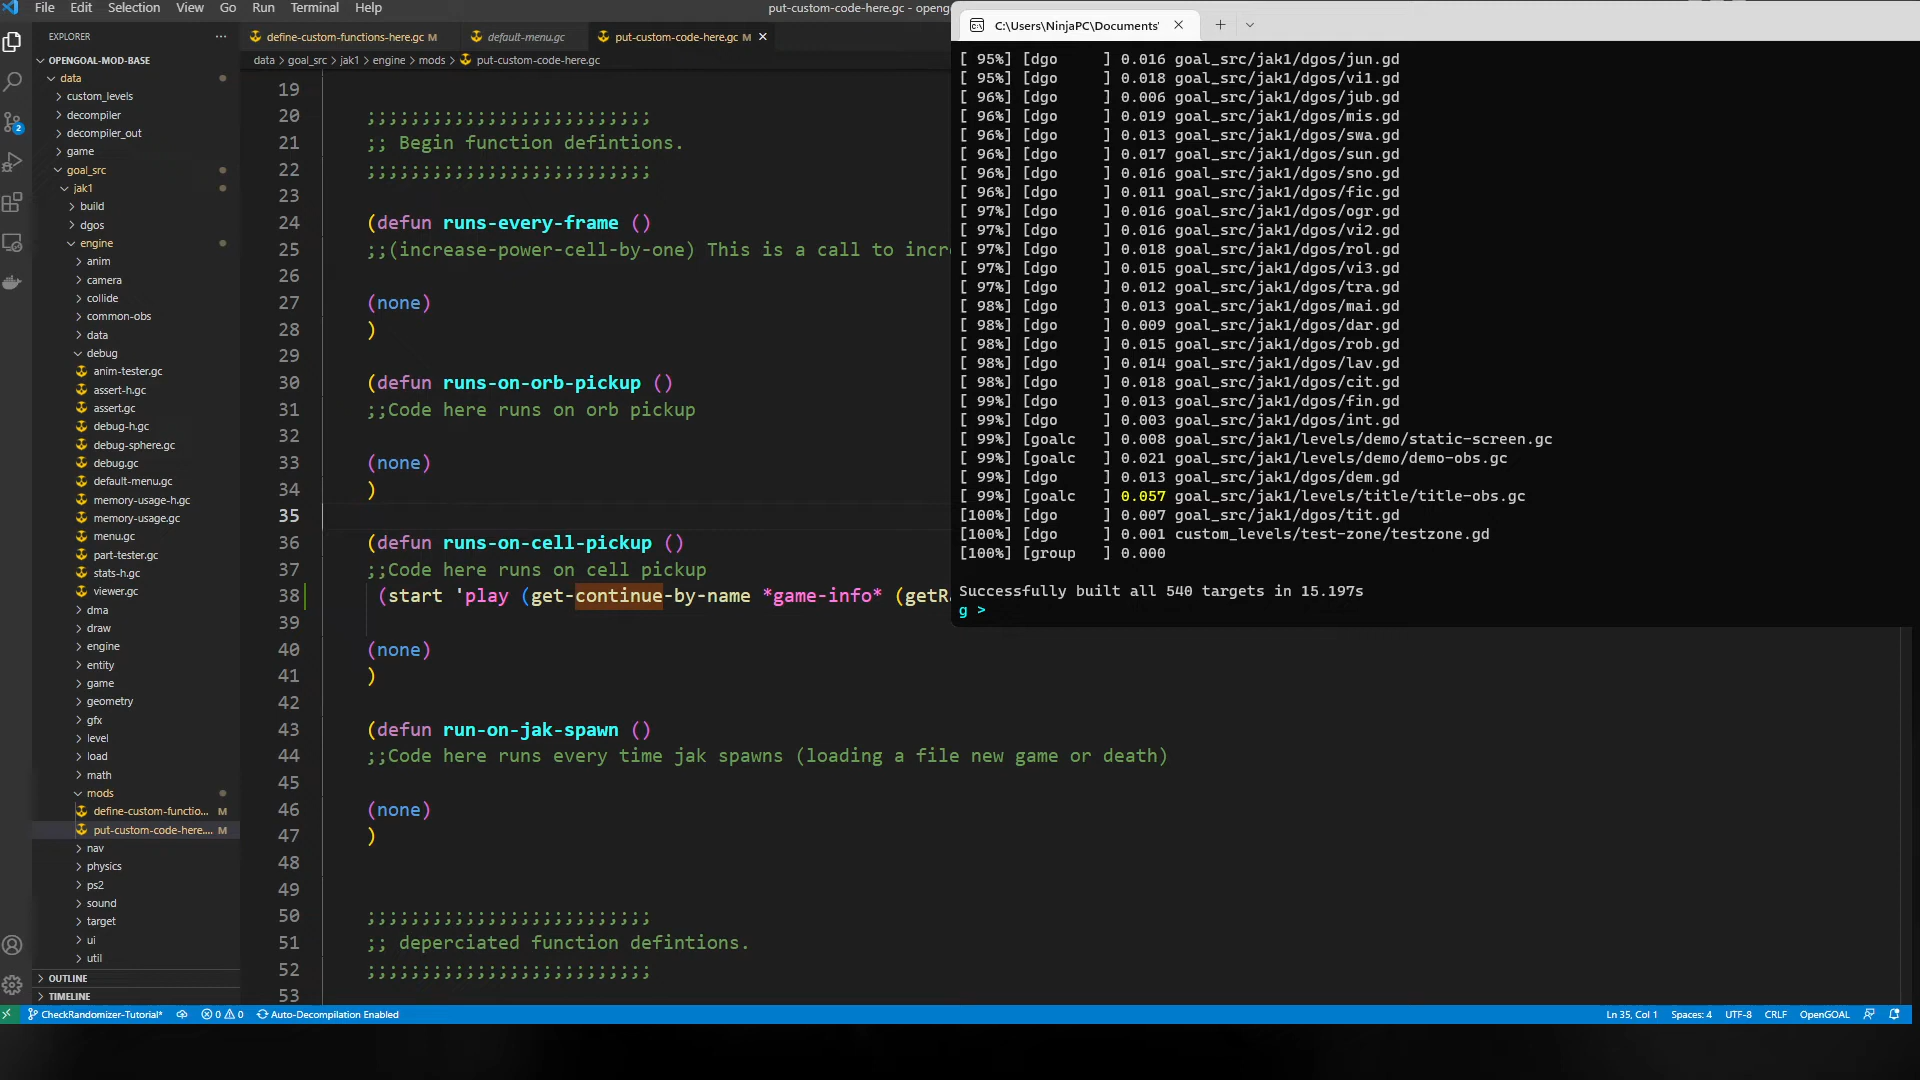 File Edit Selection View Go Run Terminal Help
put-custom-code-here.gc - openg
EXPLORER
OPENGOAL-MOD-BASE
data
custom_levels
decompiler
decompiler_out
game
goal_src
jak1
build
dgos
engine
anim
camera
collide
common-obs
data
debug
anim-tester.gc
assert-h.gc
assert.gc
debug-h.gc
debug-sphere.gc
debug.gc
default-menu.gc
memory-usage-h.gc
memory-usage.gc
menu.gc
part-tester.gc
stats-h.gc
viewer.gc
dma
draw
engine
entity
game
geometry
gfx
level
load
math
mods
define-custom-functio... M
put-custom-code-here.... M
nav
physics
ps2
sound
target
ui
util
OUTLINE
TIMELINE
2
define-custom-functions-here.gc M
default-menu.gc
put-custom-code-here.gc M
data > goal_src > jak1 > engine > mods > put-custom-code-here.gc
19
20 ;;;;;;;;;;;;;;;;;;;;;;;;;;
21 ;; Begin function defintions.
22 ;;;;;;;;;;;;;;;;;;;;;;;;;;
23
24 (defun runs-every-frame ()
25 ;;(increase-power-cell-by-one) This is a call to incr
26
27 (none)
28 )
29
30 (defun runs-on-orb-pickup ()
31 ;;Code here runs on orb pickup
32
33 (none)
34 )
35
36 (defun runs-on-cell-pickup ()
37 ;;Code here runs on cell pickup
38 (start 'play (get-continue-by-name *game-info* (getR
39
40 (none)
41 )
42
43 (defun run-on-jak-spawn ()
44 ;;Code here runs every time jak spawns (loading a file new game or death)
45
46 (none)
47 )
48
49
50 ;;;;;;;;;;;;;;;;;;;;;;;;;;
51 ;; deperciated function defintions.
52 ;;;;;;;;;;;;;;;;;;;;;;;;;;
53
C:\Users\NinjaPC\Documents'
[ 95%] [dgo ] 0.016 goal_src/jak1/dgos/jun.gd
[ 95%] [dgo ] 0.018 goal_src/jak1/dgos/vi1.gd
[ 96%] [dgo ] 0.006 goal_src/jak1/dgos/jub.gd
[ 96%] [dgo ] 0.019 goal_src/jak1/dgos/mis.gd
[ 96%] [dgo ] 0.013 goal_src/jak1/dgos/swa.gd
[ 96%] [dgo ] 0.017 goal_src/jak1/dgos/sun.gd
[ 96%] [dgo ] 0.016 goal_src/jak1/dgos/sno.gd
[ 96%] [dgo ] 0.011 goal_src/jak1/dgos/fic.gd
[ 97%] [dgo ] 0.016 goal_src/jak1/dgos/ogr.gd
[ 97%] [dgo ] 0.016 goal_src/jak1/dgos/vi2.gd
[ 97%] [dgo ] 0.018 goal_src/jak1/dgos/rol.gd
[ 97%] [dgo ] 0.015 goal_src/jak1/dgos/vi3.gd
[ 97%] [dgo ] 0.012 goal_src/jak1/dgos/tra.gd
[ 98%] [dgo ] 0.013 goal_src/jak1/dgos/mai.gd
[ 98%] [dgo ] 0.009 goal_src/jak1/dgos/dar.gd
[ 98%] [dgo ] 0.015 goal_src/jak1/dgos/rob.gd
[ 98%] [dgo ] 0.014 goal_src/jak1/dgos/lav.gd
[ 98%] [dgo ] 0.018 goal_src/jak1/dgos/cit.gd
[ 99%] [dgo ] 0.013 goal_src/jak1/dgos/fin.gd
[ 99%] [dgo ] 0.003 goal_src/jak1/dgos/int.gd
[ 99%] [goalc ] 0.008 goal_src/jak1/levels/demo/static-screen.gc
[ 99%] [goalc ] 0.021 goal_src/jak1/levels/demo/demo-obs.gc
[ 99%] [dgo ] 0.013 goal_src/jak1/dgos/dem.gd
[ 99%] [goalc ] 0.057 goal_src/jak1/levels/title/title-obs.gc
[100%] [dgo ] 0.007 goal_src/jak1/dgos/tit.gd
[100%] [dgo ] 0.001 custom_levels/test-zone/testzone.gd
[100%] [group ] 0.000
Successfully built all 540 targets in 15.197s
g >
CheckRandomizer-Tutorial* 0 0 Auto-Decompilation Enabled
Ln 35, Col 1 Spaces: 4 UTF-8 CRLF OpenGOAL